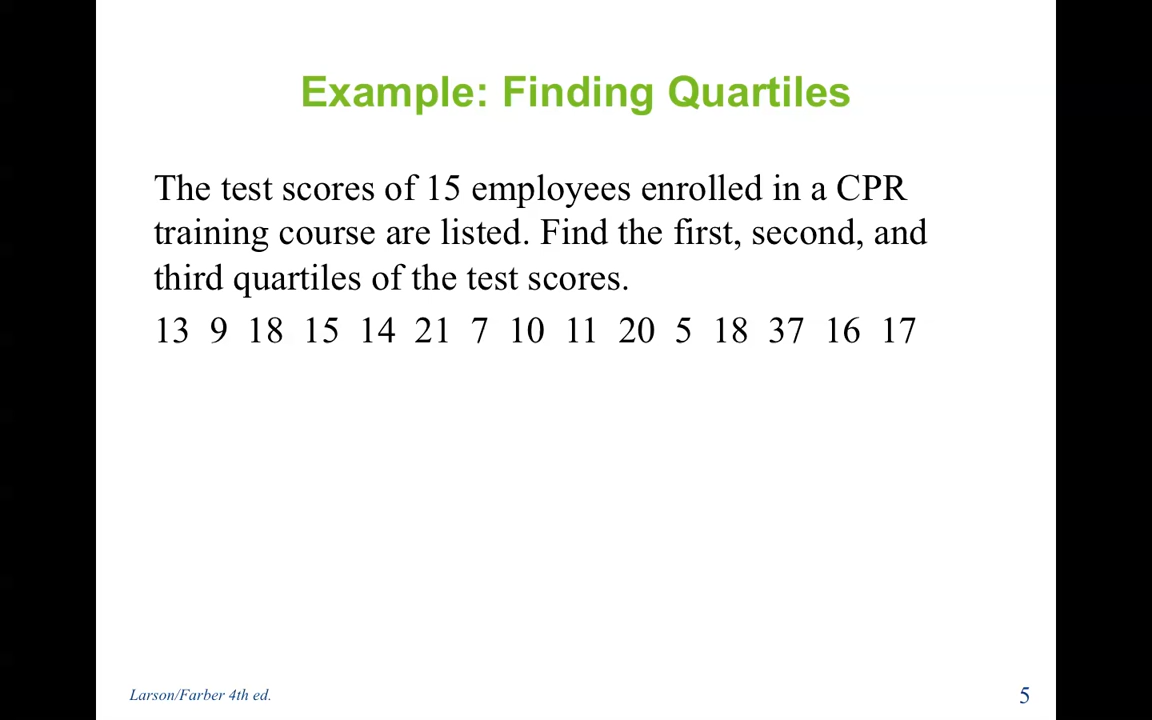 Example: Finding Quartiles
The test scores of 15 employees enrolled in a CPR
training course are listed. Find the first, second, and
third quartiles of the test scores.
13 9 18 15 14 21 7 10 11 20 5 18 37 16 17
Larson/Farber 4th ed.
5